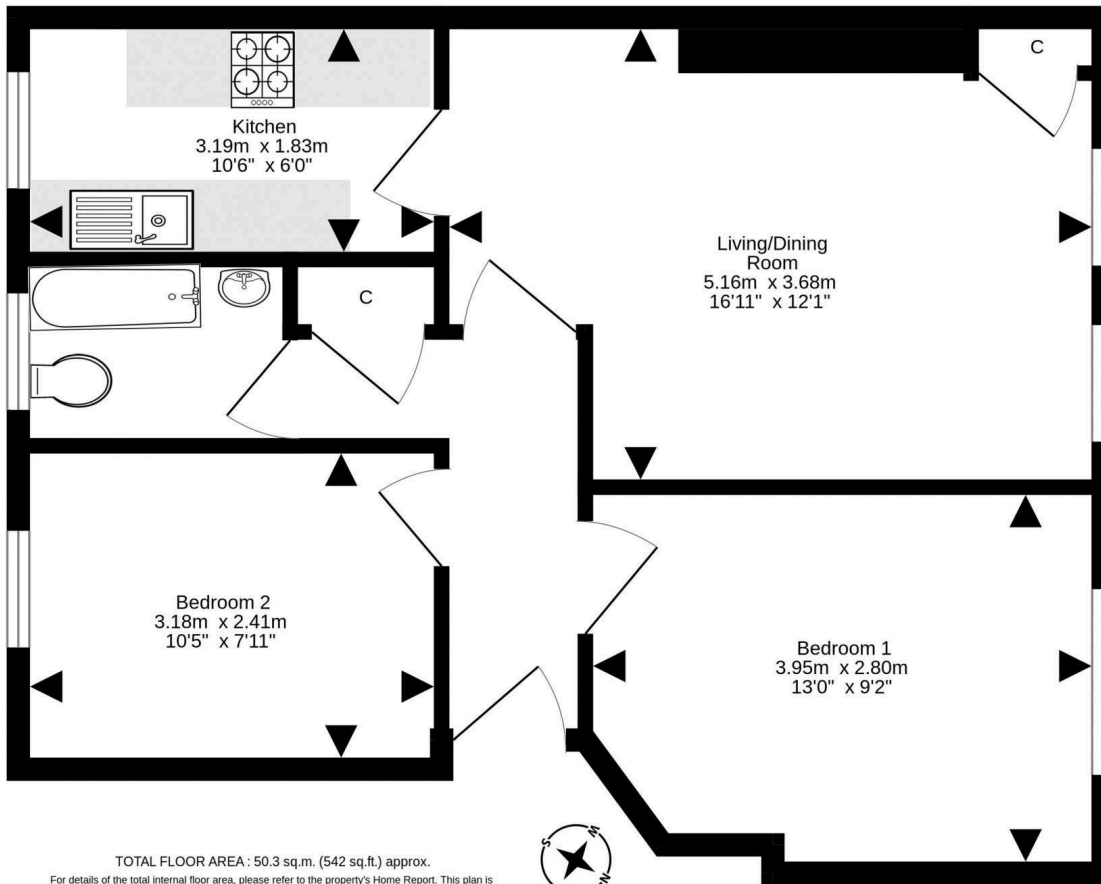 C
Kitchen
3.19m x 1.83m
10'6" x 6'0"
Living/Dining
Room
5.16m x 3.68m
16'11" x 12'1"
C
Bedroom 2
3.18m x 2.41m
10'5" x 7'11"
Bedroom 1
3.95m x 2.80m
13'0" x 9'2"
S
W
N
TOTAL FLOOR AREA : 50.3 sq.m. (542 sq.ft.) approx.
For details of the total internal floor area, please refer to the property's Home Report. This plan is